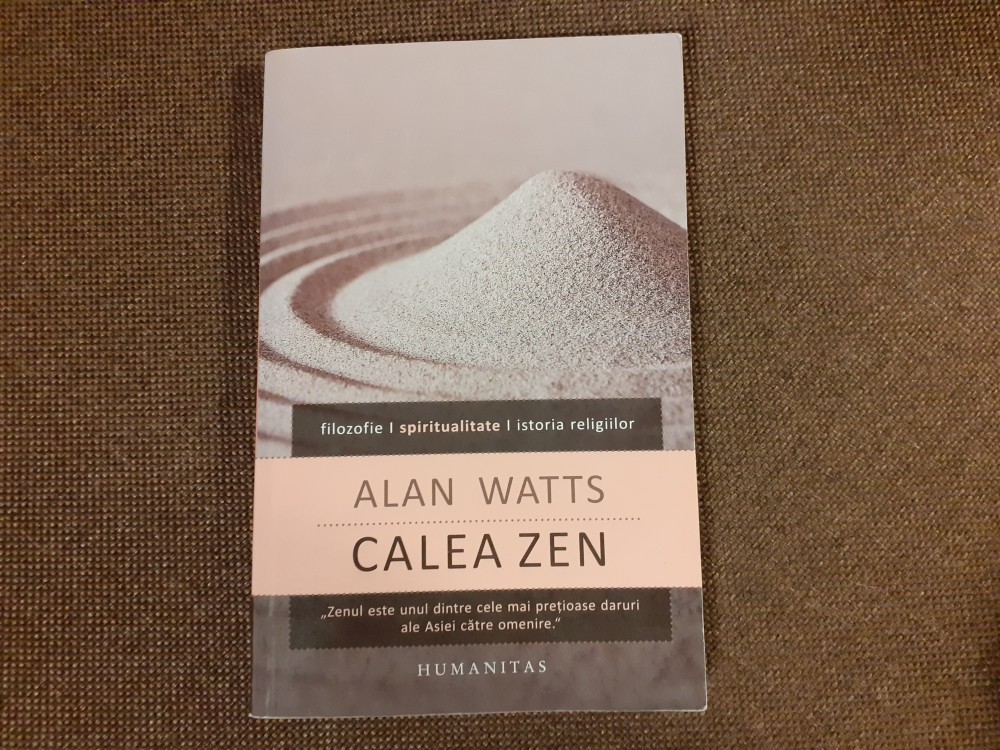 filozofie | spiritualitate | istoria religiilor
ALAN WATTS
CALEA ZEN
„Zenul este unul dintre cele mai prețioase daruri
ale Asiei către omenire.“
HUMANITAS